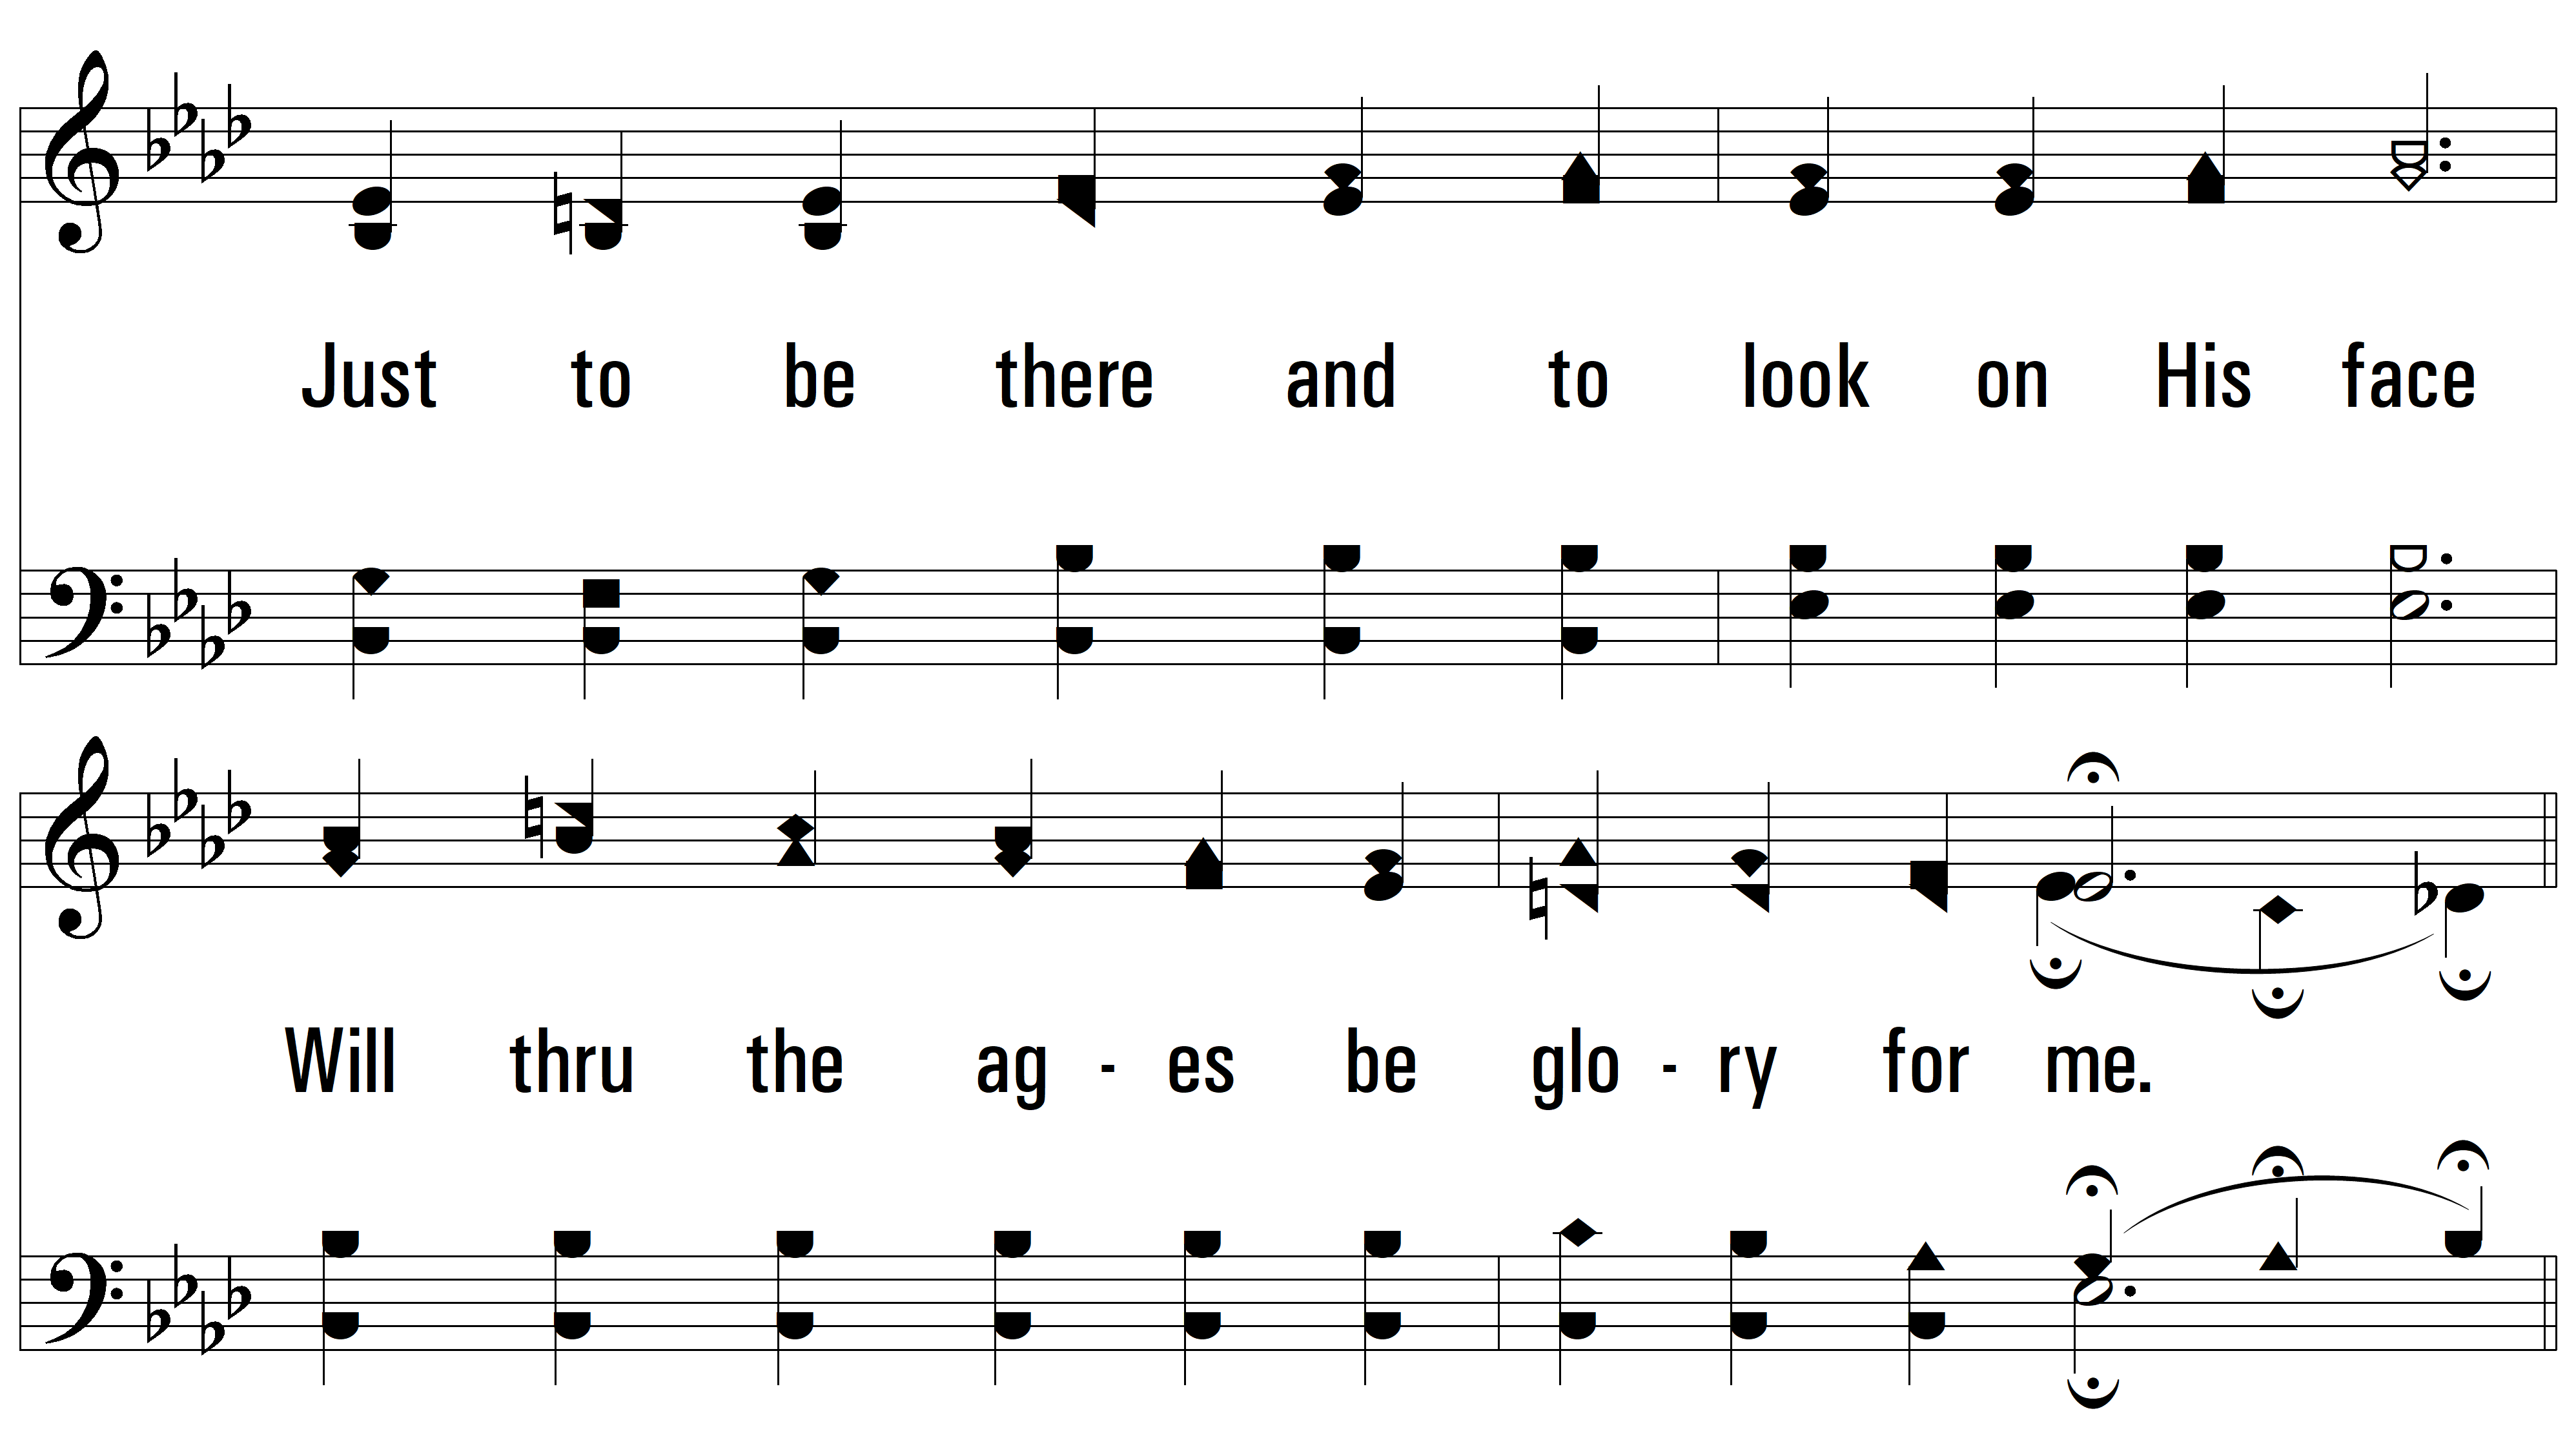 Just to be there and to look on His face
Will thru the ag - es be glo - ry for me.